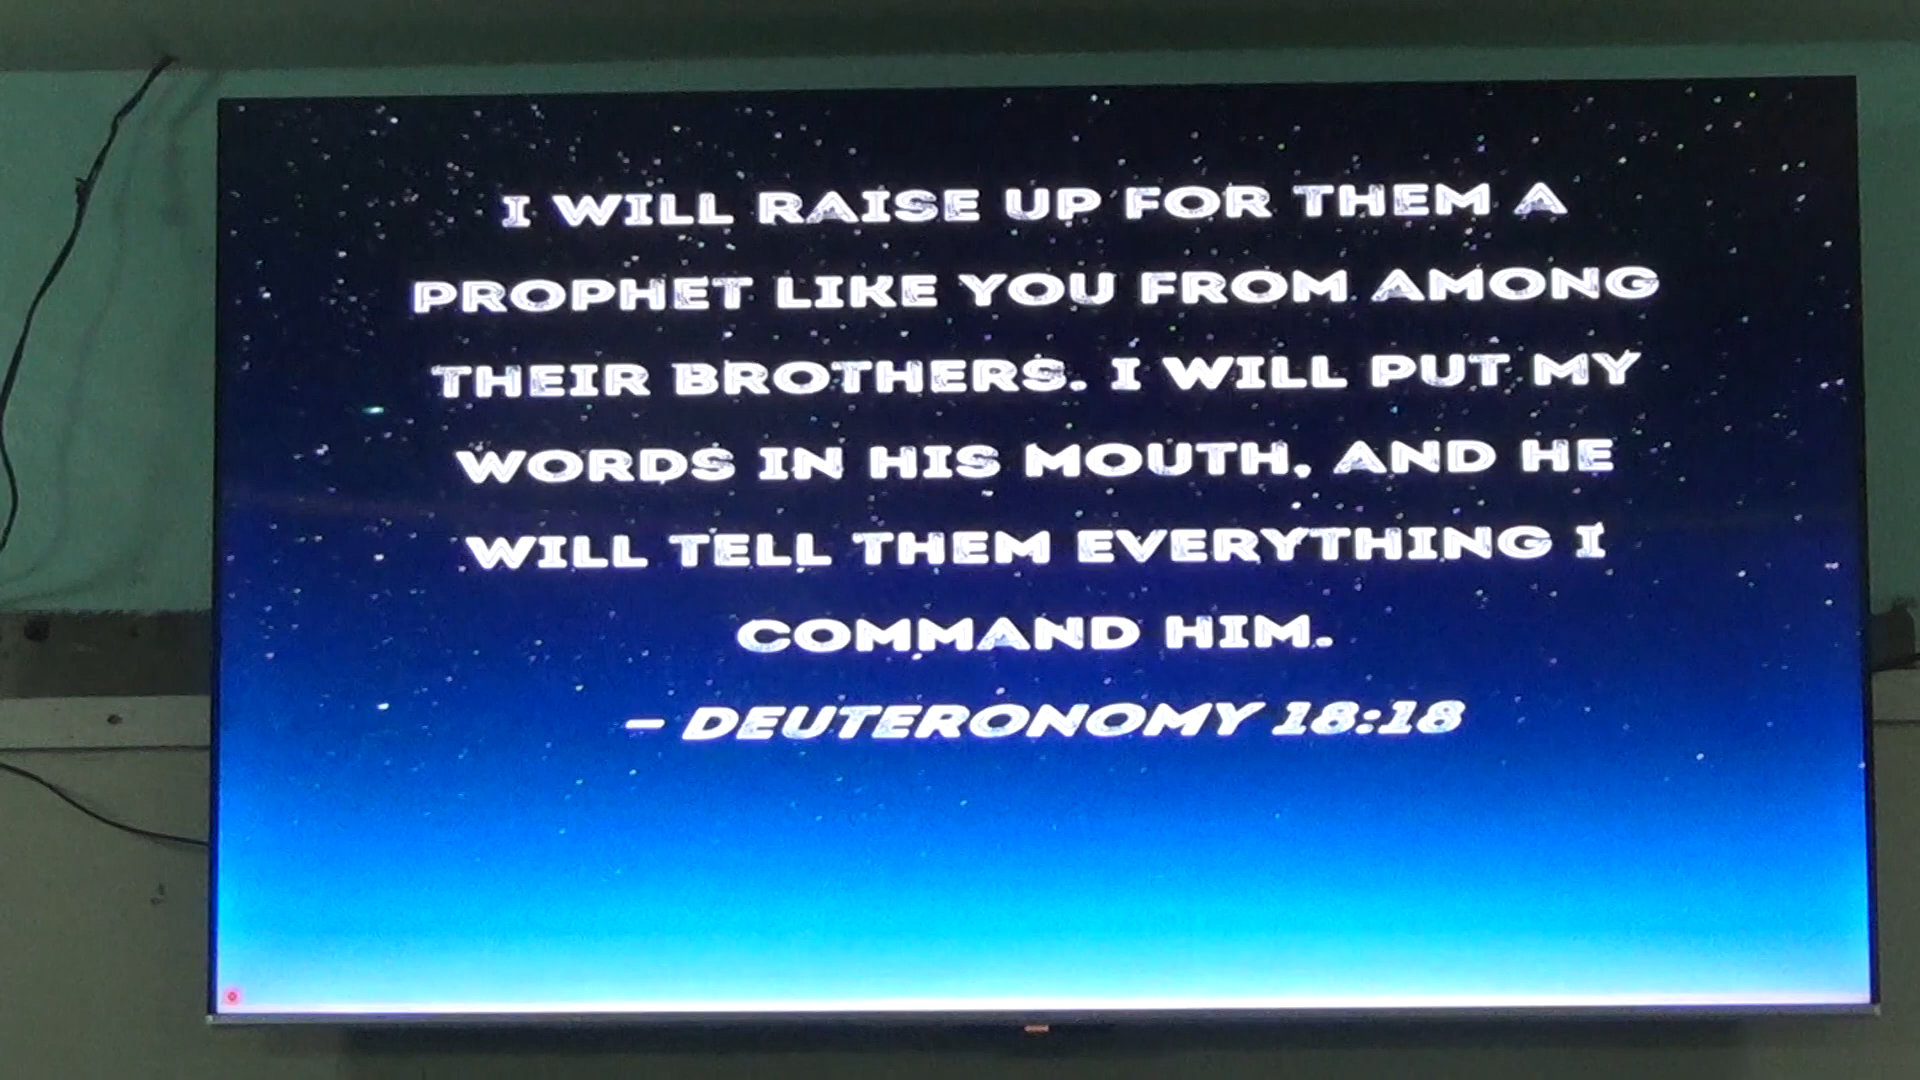 I WILL RAISE UP FOR THEM A
PROPHET LIKE YOU FROM AMONG
THEIR BROTHERS. I WILL PUT MY
WORDS IN HIS MOUTH, AND HE
WILL TELL THEM EVERYTHING I
COMMAND HIM.
– DEUTERONOMY 18:18